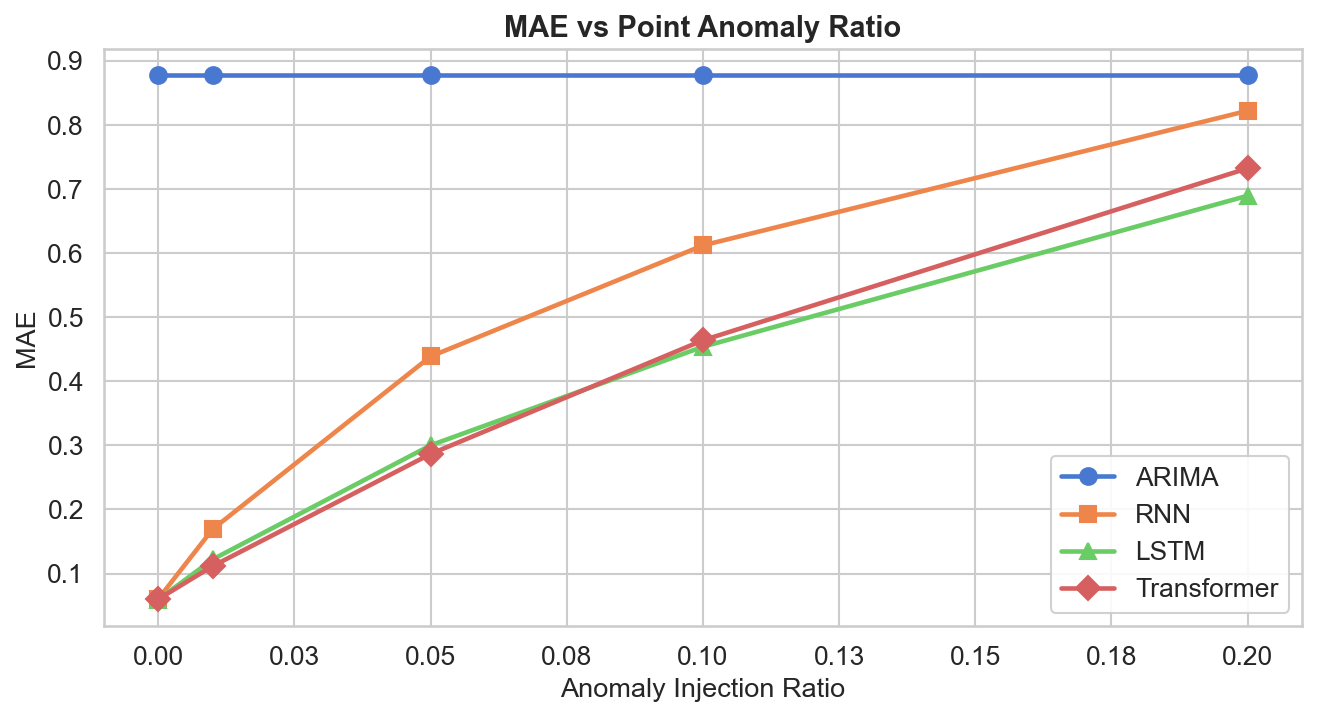 MAE vs Point Anomaly Ratio
MAE
0.9
0.8
0.7
0.6
0.5
0.4
0.3
0.2
0.1
ARIMA
RNN
LSTM
Transformer
0.00 0.03 0.05 0.08 0.10 0.13 0.15 0.18 0.20
Anomaly Injection Ratio